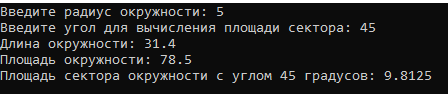 Введите радиус окружности: 5
Введите угол для вычисления площади сектора: 45
Длина окружности: 31.4
Площадь окружности: 78.5
Площадь сектора окружности с углом 45 градусов: 9.8125